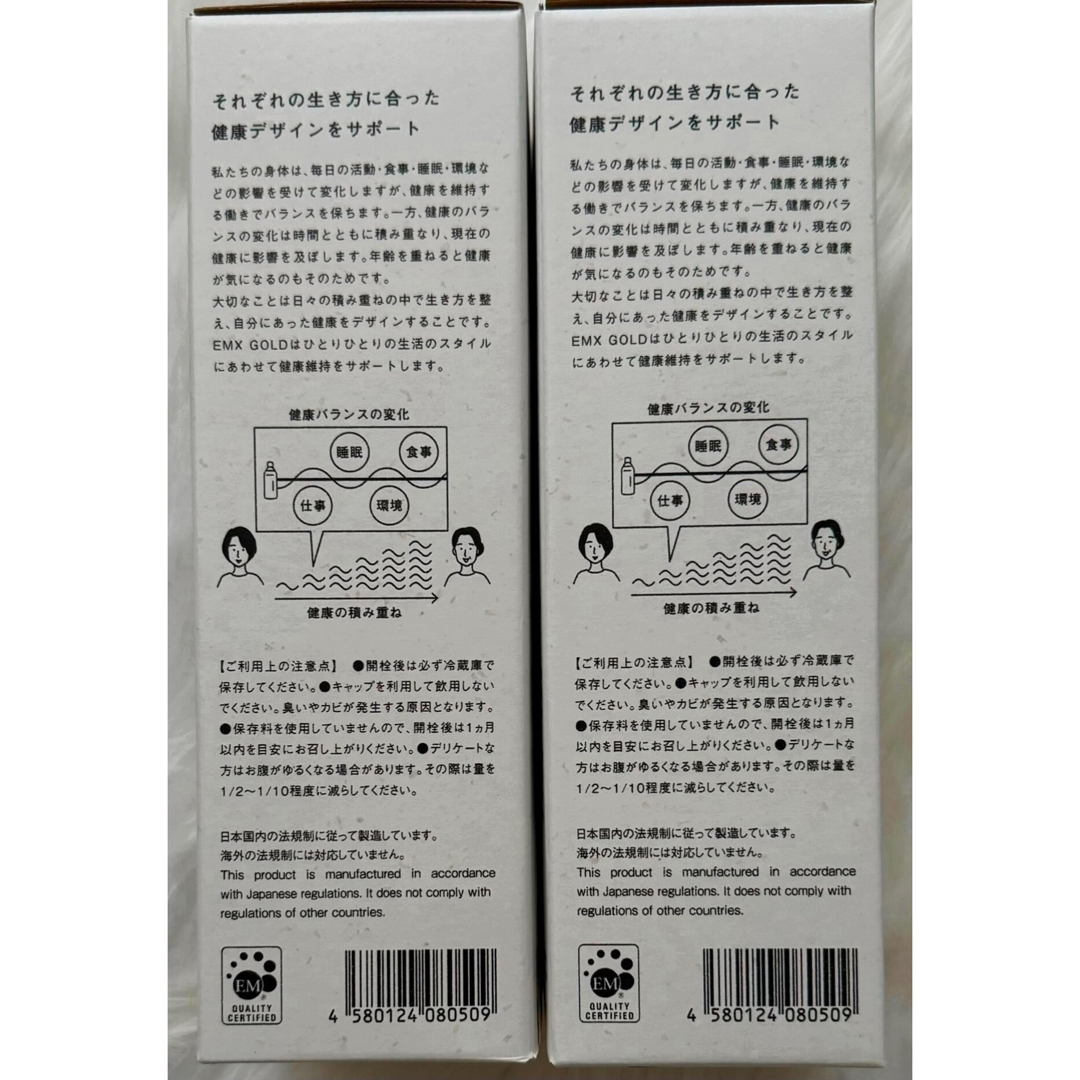 それぞれの生き方に合った
健康デザインをサポート
私たちの身体は、毎日の活動・食事・睡眠・環境な
どの影響を受けて変化しますが、健康を維持す
る働きでバランスを保ちます。一方、健康のバラ
ンスの変化は時間とともに積み重なり、現在の
健康に影響を及ぼします。年齢を重ねると健康
が気になるのもそのためです。
大切なことは日々の積み重ねの中で生き方を整
え、自分にあった健康をデザインすることです。
EMX GOLDはひとりひとりの生活のスタイル
にあわせて健康維持をサポートします。
健康バランスの変化
睡眠
食事
仕事
環境
健康の積み重ね
【ご利用上の注意点】 ●開栓後は必ず冷蔵庫で
保存してください。●キャップを利用して飲用しない
でください。臭いやカビが発生する原因となります。
●保存料を使用していませんので、開栓後は1ヵ月
以内を目安にお召し上がりください。●デリケートな
方はお腹がゆるくなる場合があります。その際は量を
1/2〜1/10程度に減らしてください。
日本国内の法規制に従って製造しています。
海外の法規制には対応していません。
This product is manufactured in accordance
with Japanese regulations. It does not comply with
regulations of other countries.
EM®
QUALITY
CERTIFIED
4 580124 080509
それぞれの生き方に合った
健康デザインをサポート
私たちの身体は、毎日の活動・食事・睡眠・環境な
どの影響を受けて変化しますが、健康を維持す
る働きでバランスを保ちます。一方、健康のバラ
ンスの変化は時間とともに積み重なり、現在の
健康に影響を及ぼします。年齢を重ねると健康
が気になるのもそのためです。
大切なことは日々の積み重ねの中で生き方を整
え、自分にあった健康をデザインすることです。
EMX GOLDはひとりひとりの生活のスタイル
にあわせて健康維持をサポートします。
健康バランスの変化
睡眠
食事
仕事
環境
健康の積み重ね
【ご利用上の注意点】 ●開栓後は必ず冷蔵庫で
保存してください。●キャップを利用して飲用しない
でください。臭いやカビが発生する原因となります。
●保存料を使用していませんので、開栓後は1ヵ月
以内を目安にお召し上がりください。●デリケートな
方はお腹がゆるくなる場合があります。その際は量を
1/2〜1/10程度に減らしてください。
日本国内の法規制に従って製造しています。
海外の法規制には対応していません。
This product is manufactured in accordance
with Japanese regulations. It does not comply with
regulations of other countries.
EM®
QUALITY
CERTIFIED
4 580124 080509